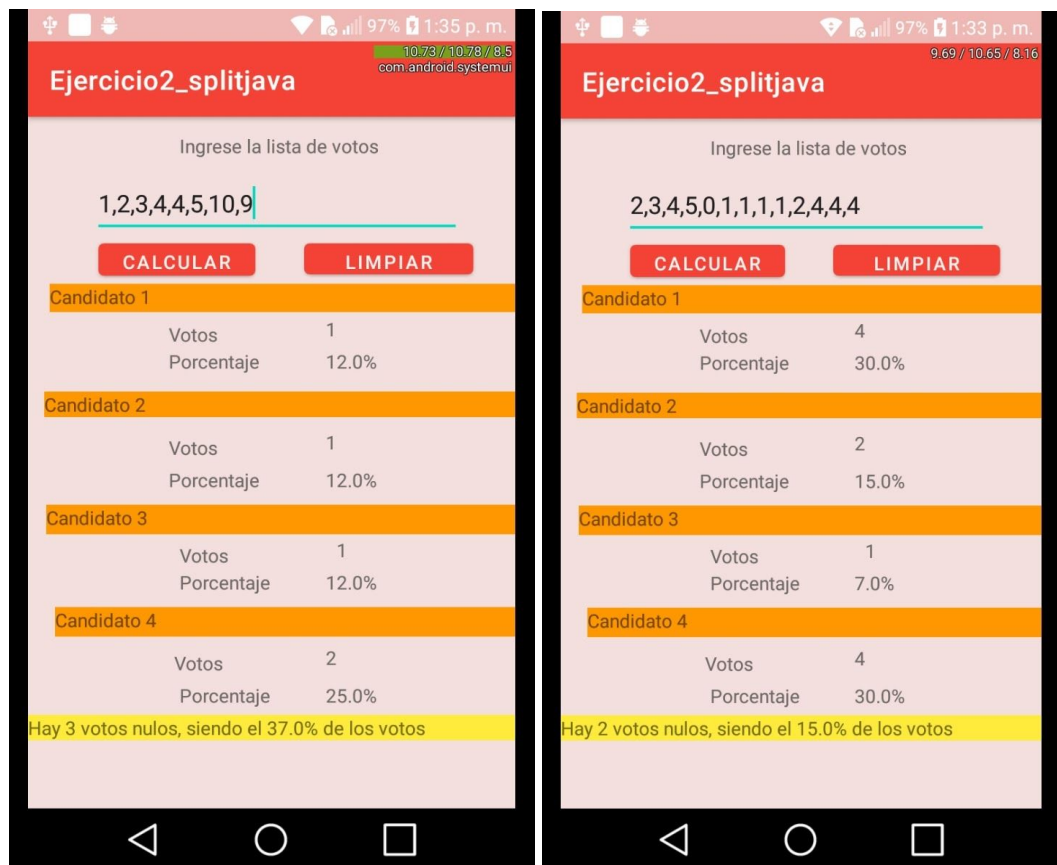 97% 1:35 p. m.
10.73 / 10.78 / 8.5
com.android.systemui
Ejercicio2_splitjava
Ingrese la lista de votos
1,2,3,4,4,5,10,9
CALCULAR LIMPIAR
Candidato 1
Votos 1
Porcentaje 12.0%
Candidato 2
Votos 1
Porcentaje 12.0%
Candidato 3
Votos 1
Porcentaje 12.0%
Candidato 4
Votos 2
Porcentaje 25.0%
Hay 3 votos nulos, siendo el 37.0% de los votos
97% 1:33 p. m.
9.69 / 10.65 / 8.16
Ejercicio2_splitjava
Ingrese la lista de votos
2,3,4,5,0,1,1,1,1,2,4,4,4
CALCULAR LIMPIAR
Candidato 1
Votos 4
Porcentaje 30.0%
Candidato 2
Votos 2
Porcentaje 15.0%
Candidato 3
Votos 1
Porcentaje 7.0%
Candidato 4
Votos 4
Porcentaje 30.0%
Hay 2 votos nulos, siendo el 15.0% de los votos